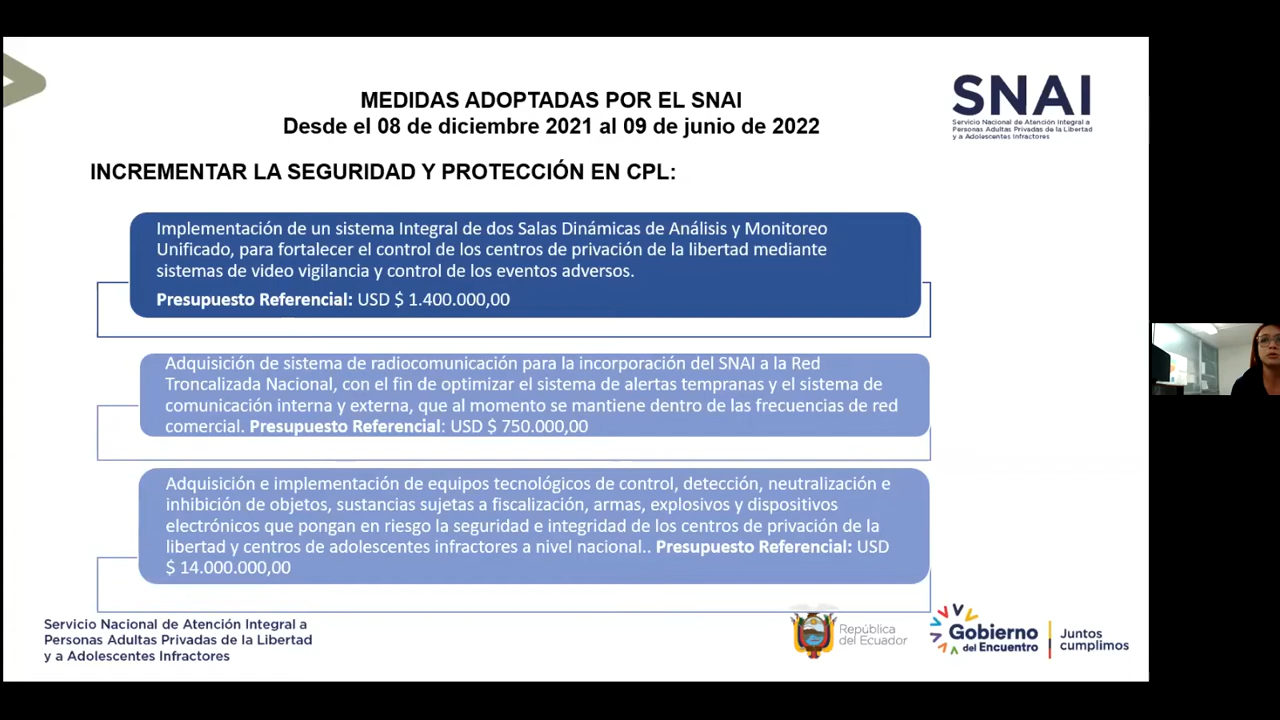 MEDIDAS ADOPTADAS POR EL SNAI
Desde el 08 de diciembre 2021 al 09 de junio de 2022
SNAI
Servicio Nacional de Atención Integral a
Personas Adultas Privadas de la Libertad
y a Adolescentes Infractores
INCREMENTAR LA SEGURIDAD Y PROTECCIÓN EN CPL:
Implementación de un sistema Integral de dos Salas Dinámicas de Análisis y Monitoreo
Unificado, para fortalecer el control de los centros de privación de la libertad mediante
sistemas de video vigilancia y control de los eventos adversos.
Presupuesto Referencial: USD $ 1.400.000,00
Adquisición de sistema de radiocomunicación para la incorporación del SNAI a la Red
Troncalizada Nacional, con el fin de optimizar el sistema de alertas tempranas y el sistema de
comunicación interna y externa, que al momento se mantiene dentro de las frecuencias de red
comercial. Presupuesto Referencial: USD $ 750.000,00
Adquisición e implementación de equipos tecnológicos de control, detección, neutralización e
inhibición de objetos, sustancias sujetas a fiscalización, armas, explosivos y dispositivos
electrónicos que pongan en riesgo la seguridad e integridad de los centros de privación de la
libertad y centros de adolescentes infractores a nivel nacional.. Presupuesto Referencial: USD
$ 14.000.000,00
Servicio Nacional de Atención Integral a
Personas Adultas Privadas de la Libertad
y a Adolescentes Infractores
República
del Ecuador
Gobierno
del Encuentro
Juntos
cumplimos